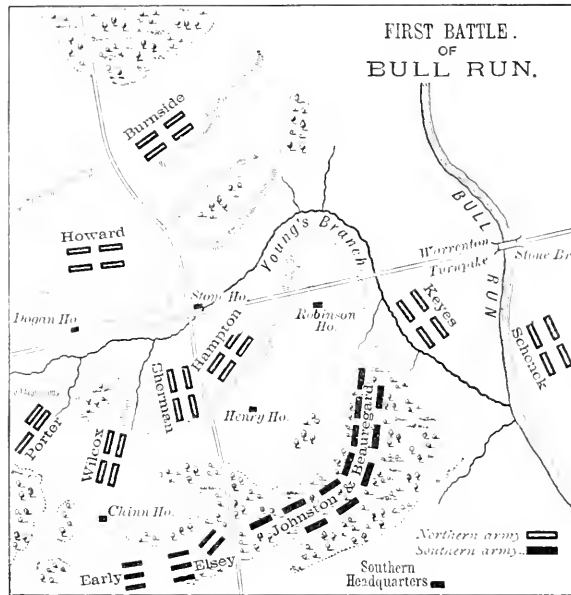 FIRST BATTLE.
OF
BULL RUN.
Burnside
Howard
Young's Branch
BULL RUN
Warrenton
Turnpike
Stone Br
Dogan Ho.
Stone Ho.
Robinson
Ho.
Keyes
Schenck
Hampton
Sherman
Porter
Wilcox
Henry Ho.
Johnston & Beauregard
Chinn Ho.
Early
Elsey
Northern army
Southern army..
Southern
Headquarters